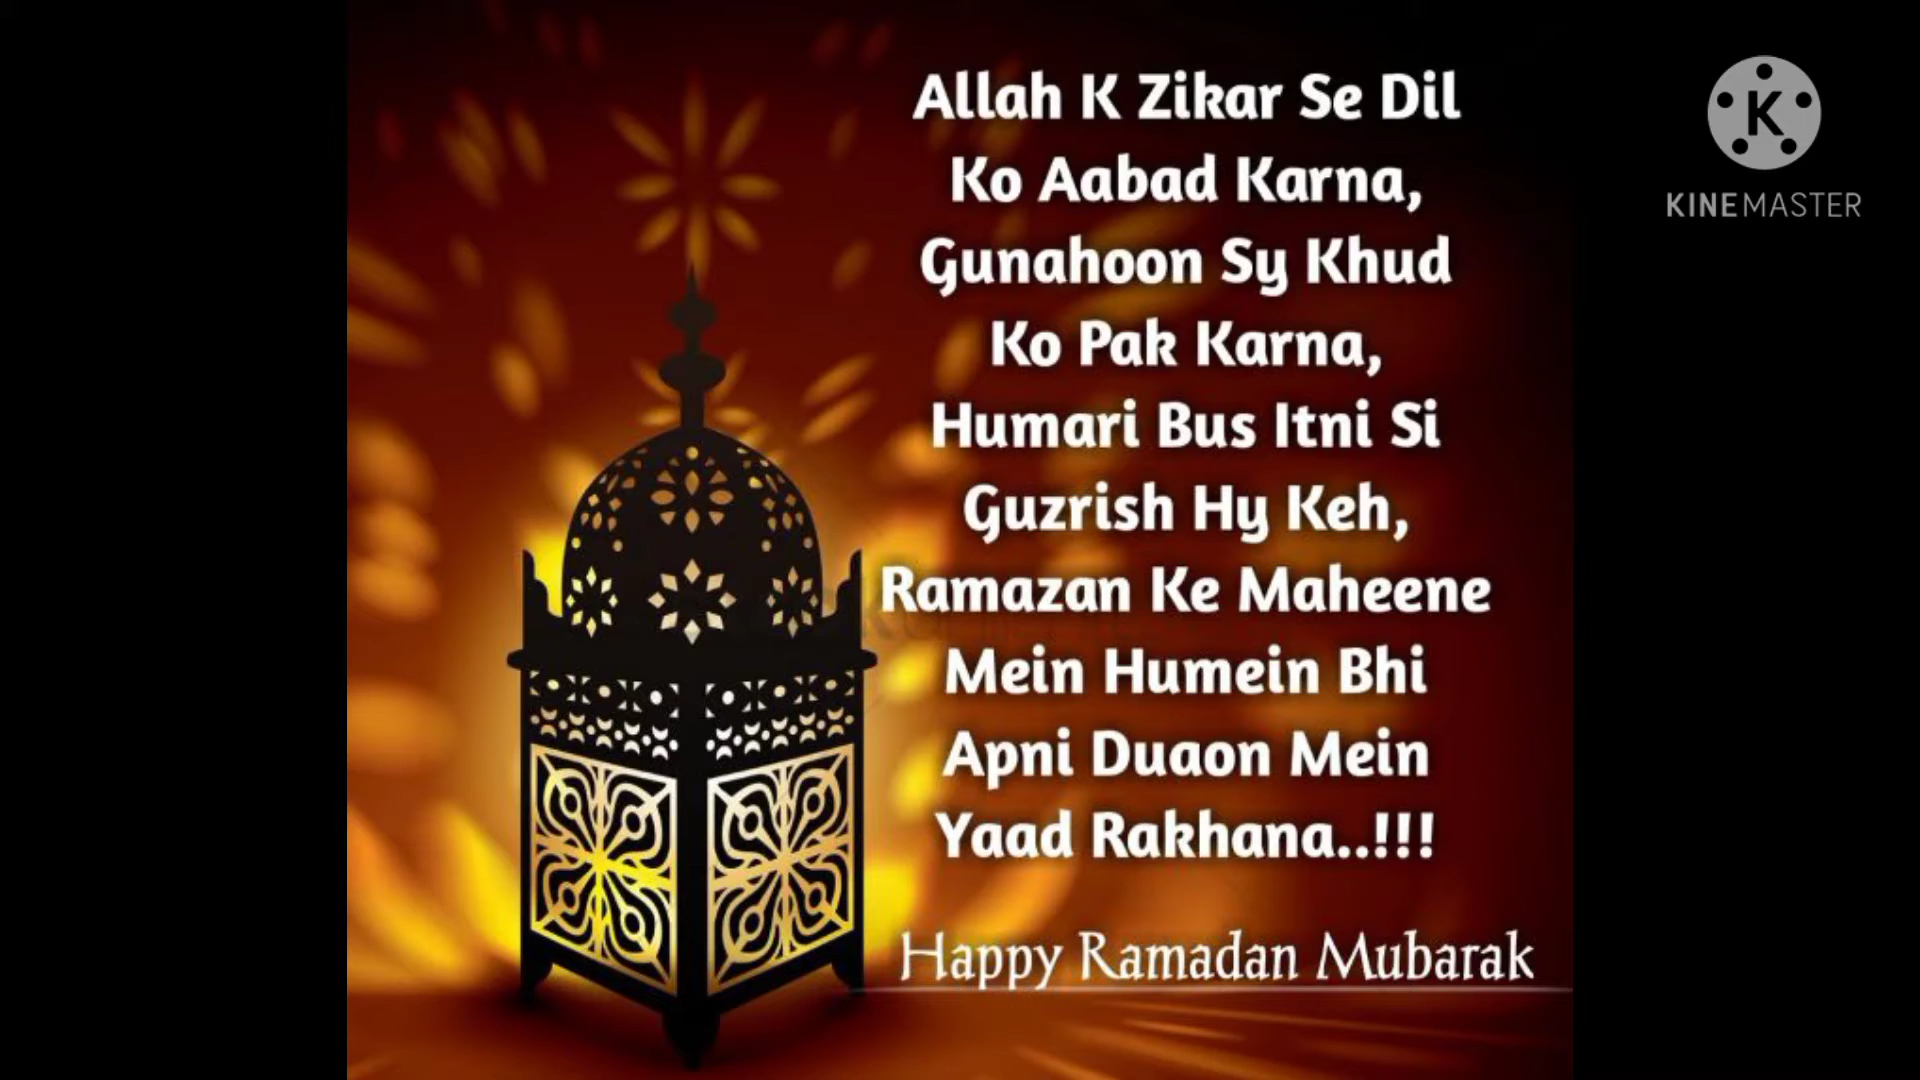 Allah K Zikar Se Dil
Ko Aabad Karna,
Gunahoon Sy Khud
Ko Pak Karna,
Humari Bus Itni Si
Guzrish Hy Keh,
Ramazan Ke Maheene
Mein Humein Bhi
Apni Duaon Mein
Yaad Rakhana..!!!
Happy Ramadan Mubarak
K
KINEMASTER